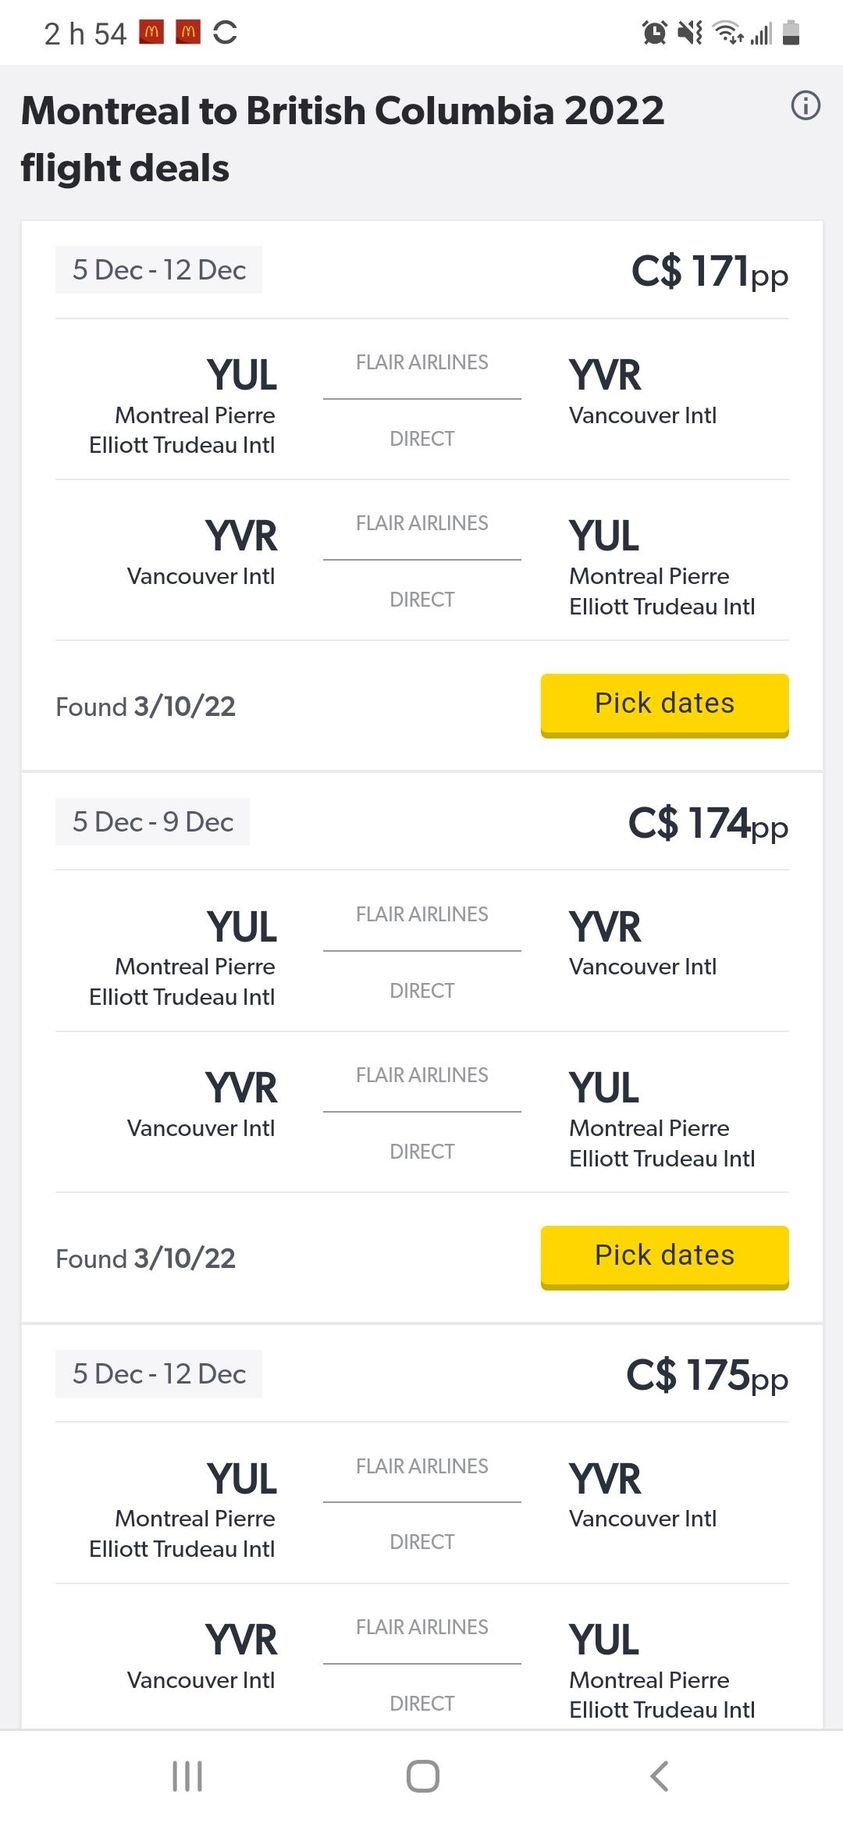 2 h 54
Montreal to British Columbia 2022
flight deals
5 Dec - 12 Dec
C$ 171pp
YUL
Montreal Pierre
Elliott Trudeau Intl
FLAIR AIRLINES
DIRECT
YVR
Vancouver Intl
YVR
Vancouver Intl
FLAIR AIRLINES
DIRECT
YUL
Montreal Pierre
Elliott Trudeau Intl
Found 3/10/22
Pick dates
5 Dec - 9 Dec
C$ 174pp
YUL
Montreal Pierre
Elliott Trudeau Intl
FLAIR AIRLINES
DIRECT
YVR
Vancouver Intl
YVR
Vancouver Intl
FLAIR AIRLINES
DIRECT
YUL
Montreal Pierre
Elliott Trudeau Intl
Found 3/10/22
Pick dates
5 Dec - 12 Dec
C$ 175pp
YUL
Montreal Pierre
Elliott Trudeau Intl
FLAIR AIRLINES
DIRECT
YVR
Vancouver Intl
YVR
Vancouver Intl
FLAIR AIRLINES
DIRECT
YUL
Montreal Pierre
Elliott Trudeau Intl